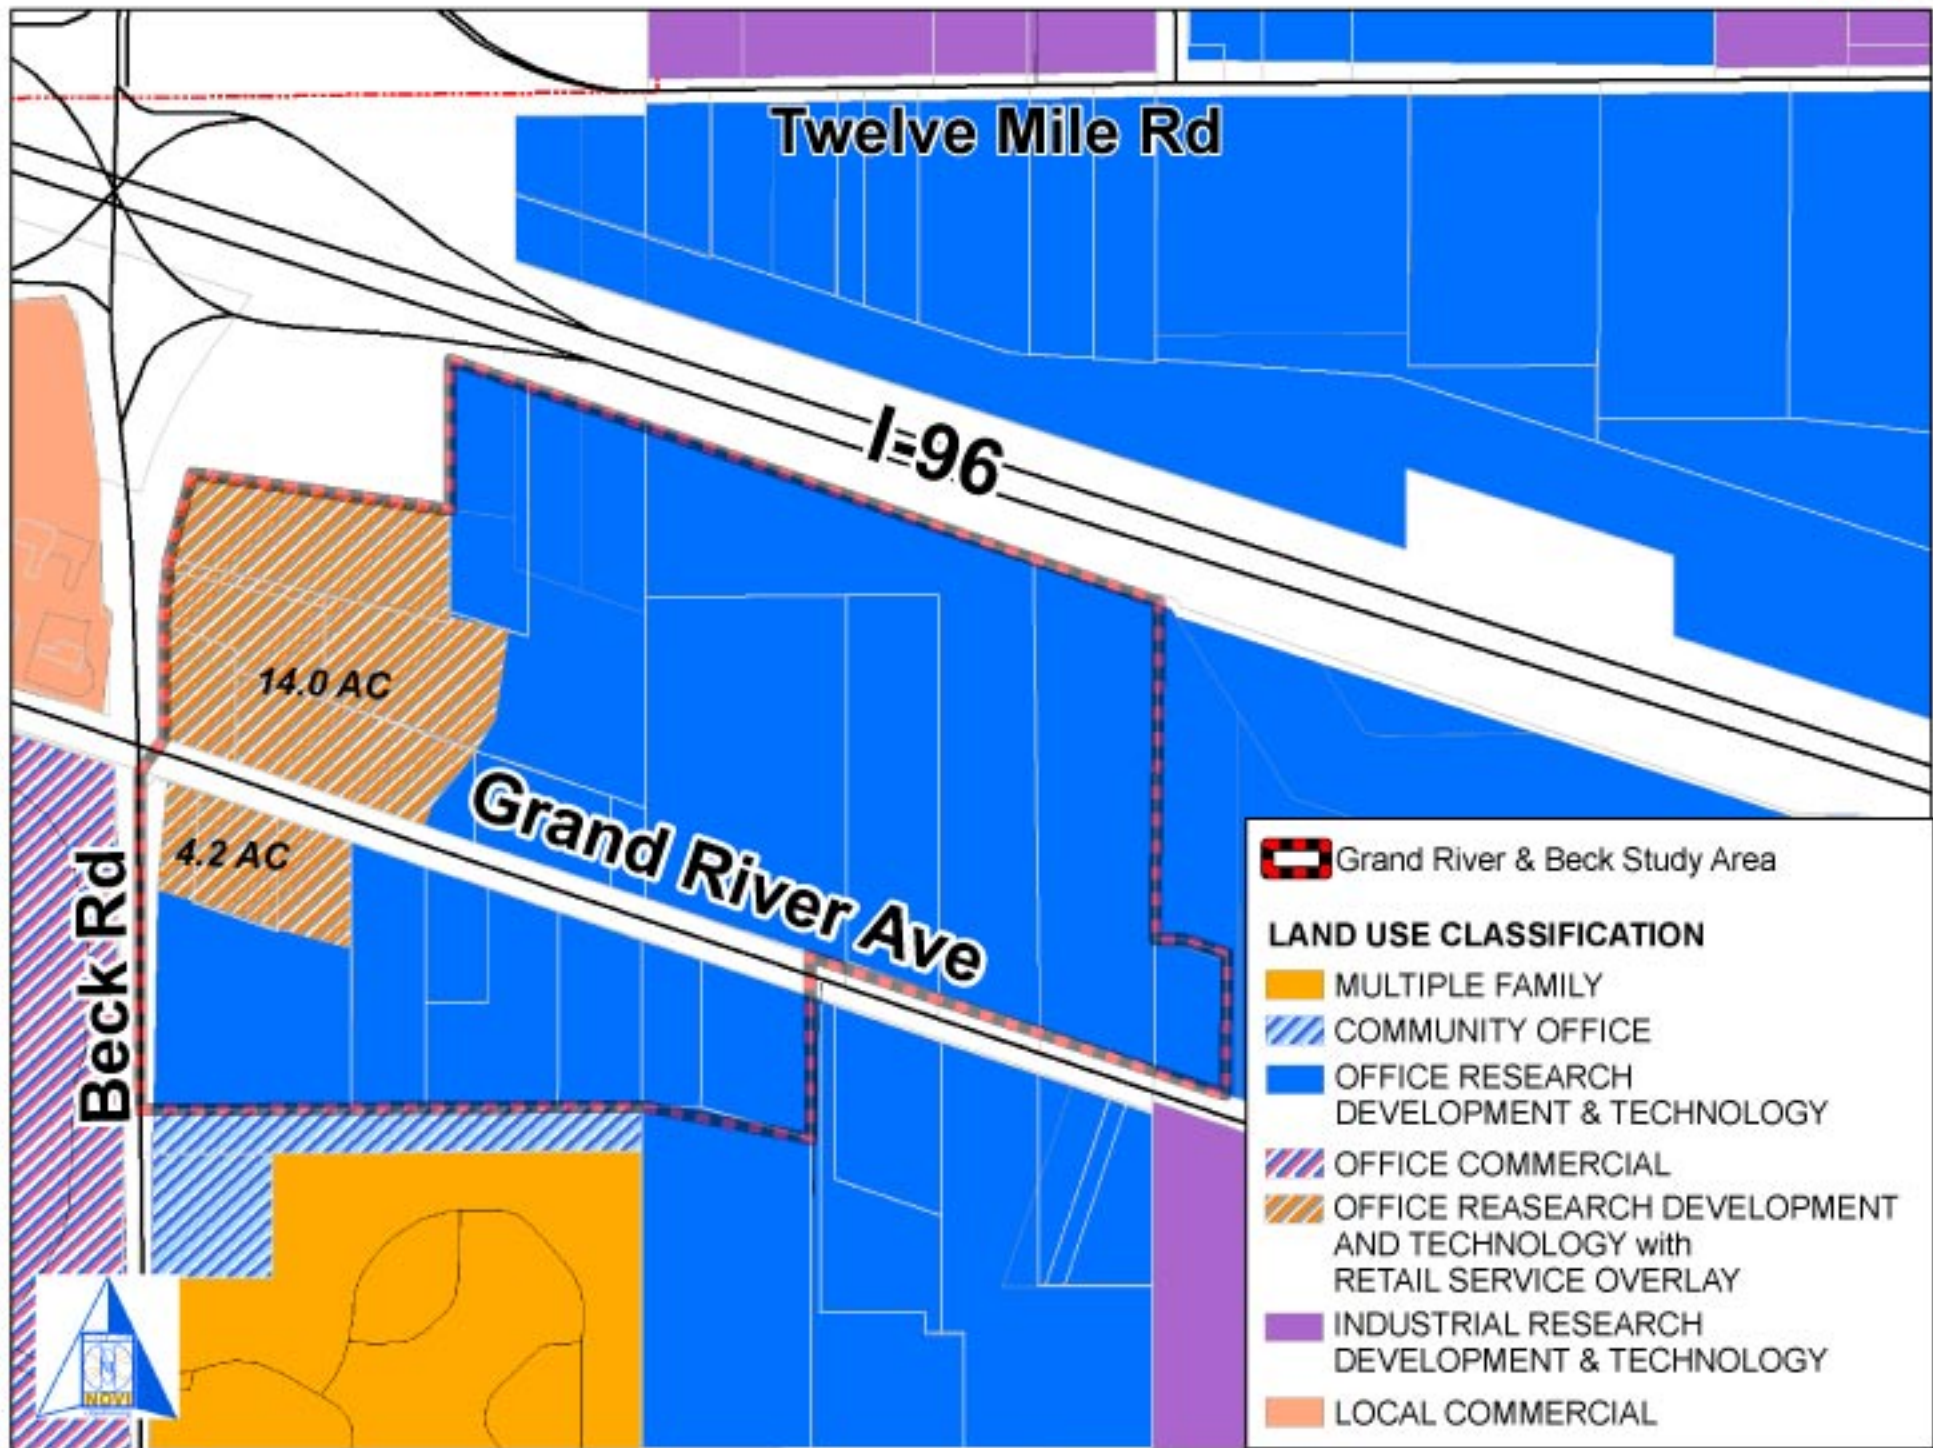 Twelve Mile Rd
I-96
14.0 AC
Grand River Ave
4.2 AC
Beck Rd
Grand River & Beck Study Area
LAND USE CLASSIFICATION
MULTIPLE FAMILY
COMMUNITY OFFICE
OFFICE RESEARCH
DEVELOPMENT & TECHNOLOGY
OFFICE COMMERCIAL
OFFICE REASEARCH DEVELOPMENT
AND TECHNOLOGY with
RETAIL SERVICE OVERLAY
INDUSTRIAL RESEARCH
DEVELOPMENT & TECHNOLOGY
LOCAL COMMERCIAL
NOVI